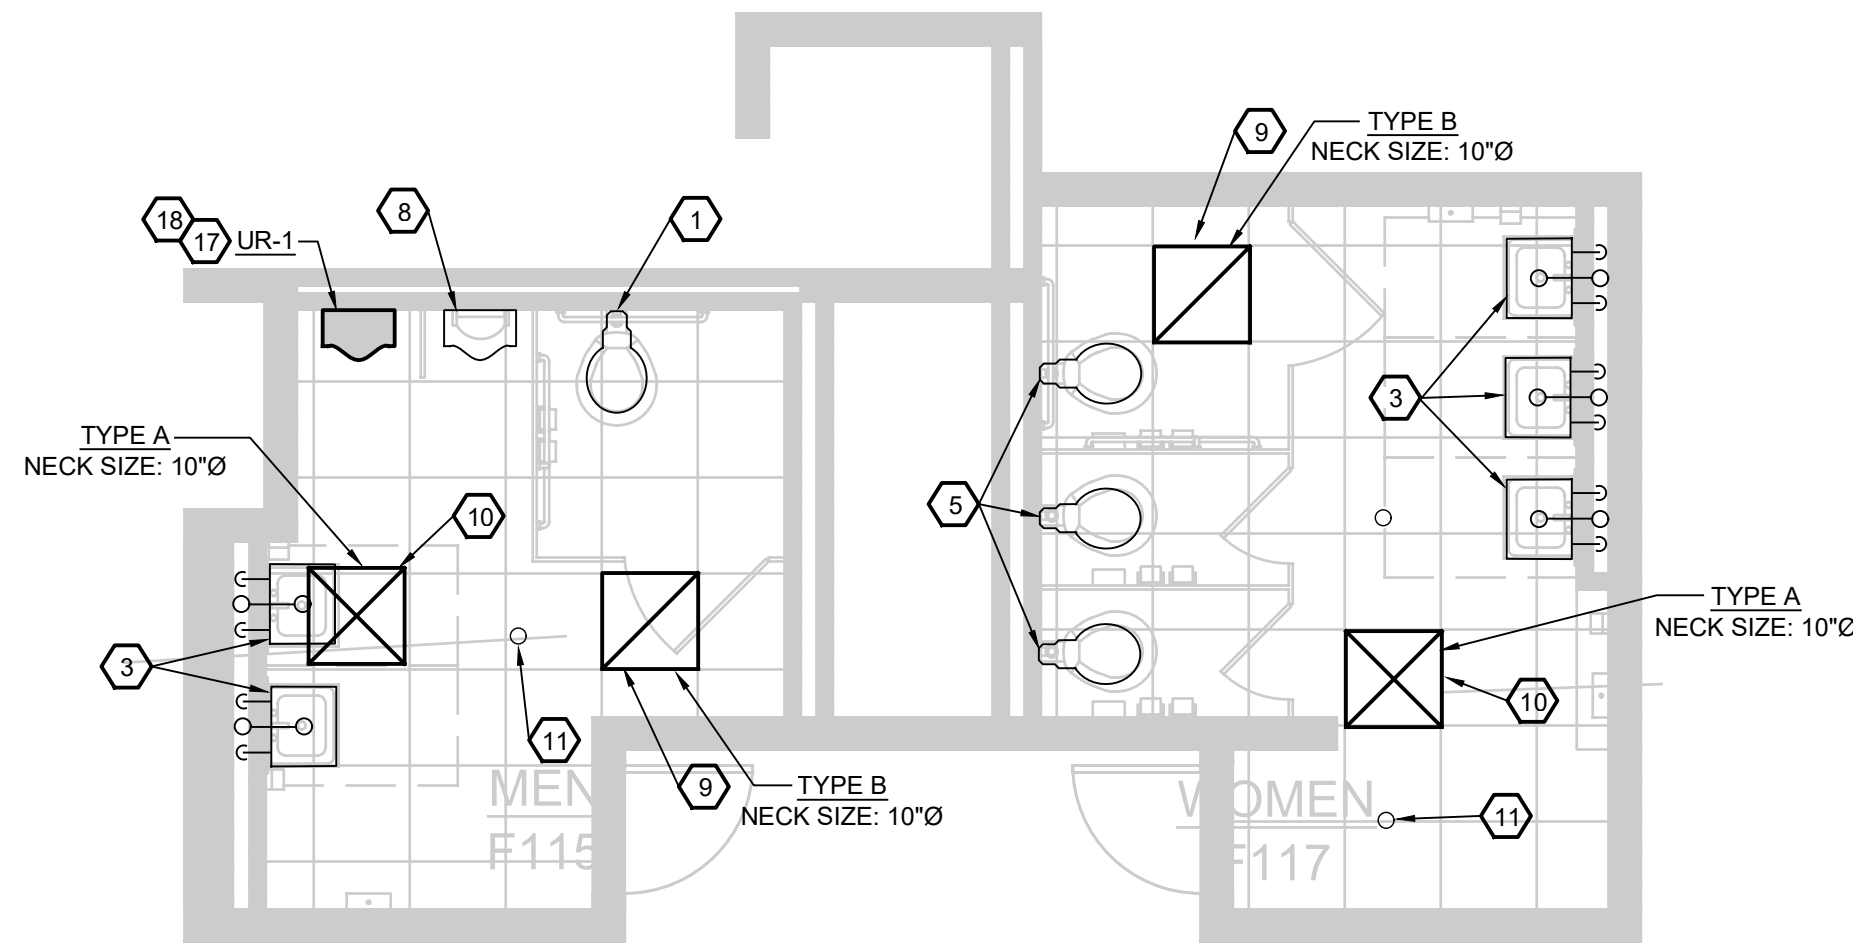 9
TYPE B
NECK SIZE: 10"Ø
18
17
UR-1
8
1
TYPE A
NECK SIZE: 10"Ø
10
3
5
3
11
9
TYPE B
NECK SIZE: 10"Ø
MEN
F115
TYPE A
NECK SIZE: 10"Ø
10
11
WOMEN
F117